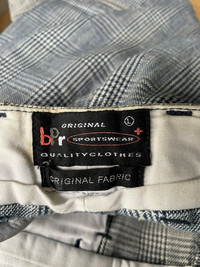 ORIGINAL L
bPr SPORTSWEAR
QUALITYCLOTHES
ORIGINAL FABRIC